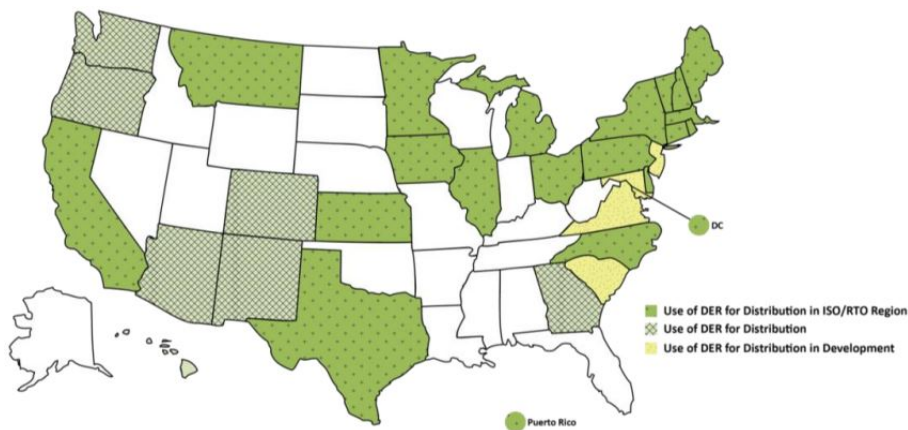 DC
Use of DER for Distribution in ISO/RTO Region
Use of DER for Distribution
Use of DER for Distribution in Development
Puerto Rico